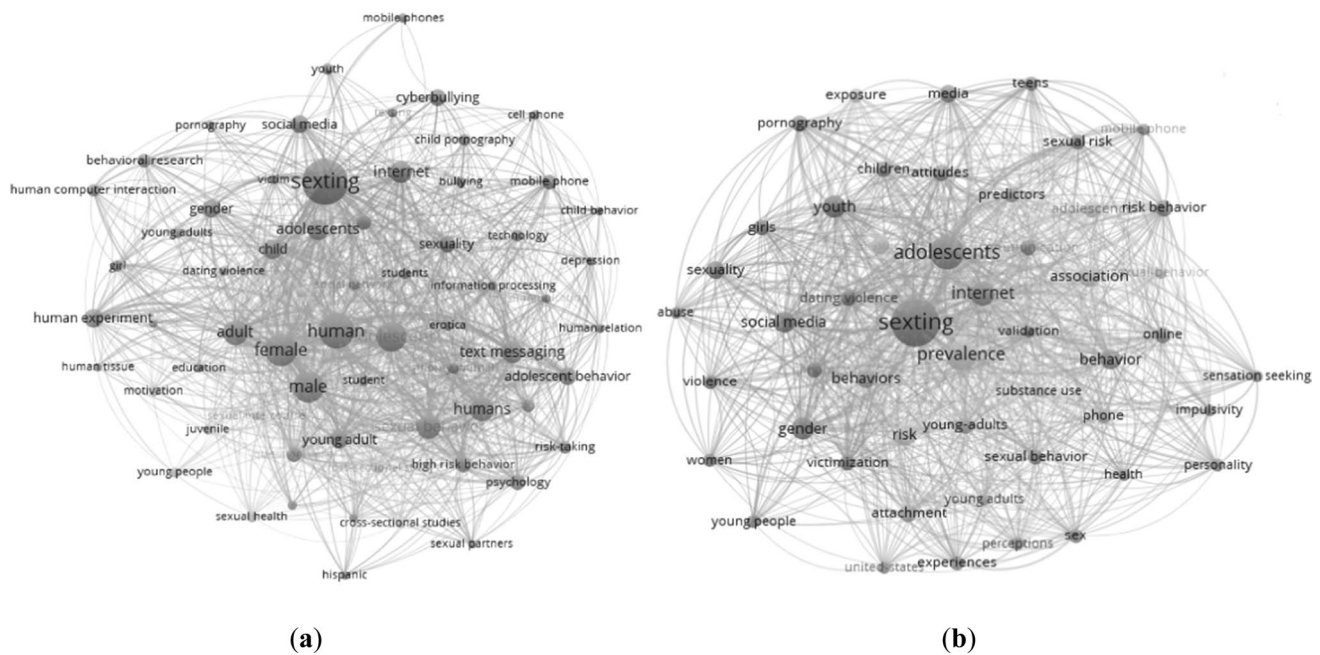 mobile phones
youth
cyberbullying
cell phone
pornography
social media
child pornography
behavioral research
victim
sexting
internet
bullying
mobile phone
human computer interaction
gender
child behavior
young adults
adolescents
child
sexuality
technology
girl
dating violence
students
depression
information processing
human experiment
adult
human
erotica
human relation
female
text messaging
human tissue
education
student
adolescent behavior
motivation
male
humans
juvenile
young adult
risk-taking
young people
high risk behavior
psychology
sexual health
cross-sectional studies
sexual partners
hispanic
(a)
teens
exposure
media
pornography
mobile phone
sexual risk
children
attitudes
predictors
youth
risk behavior
girls
adolescents
sexuality
association
internet
dating violence
abuse
social media
sexting
validation
online
prevalence
behavior
violence
behaviors
sensation seeking
substance use
impulsivity
phone
gender
risk
young-adults
women
victimization
sexual behavior
health
personality
young adults
attachment
young people
perceptions
sex
united-states
experiences
(b)